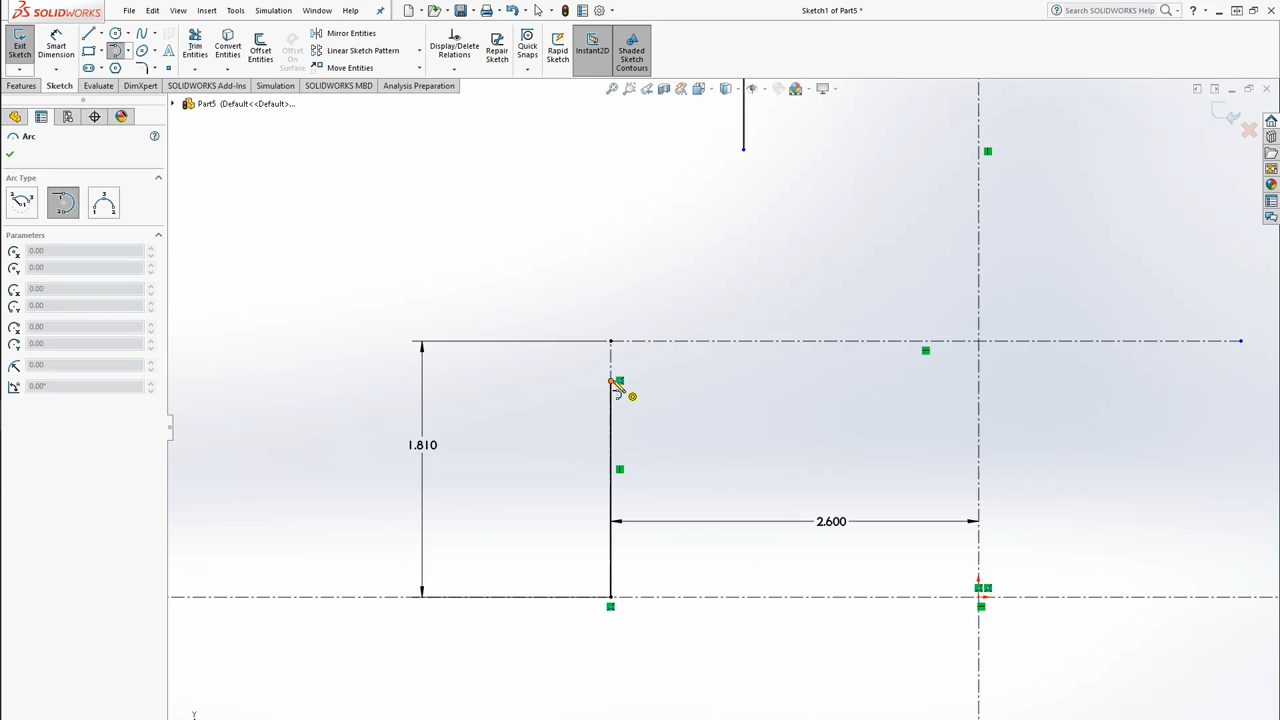 SOLIDWORKS
File Edit View Insert Tools Simulation Window Help
Sketch1 of Part5 *
Search SOLIDWORKS Help
Exit Sketch
Smart Dimension
Trim Entities
Convert Entities
Offset Entities
Offset On Surface
Mirror Entities
Linear Sketch Pattern
Move Entities
Display/Delete Relations
Repair Sketch
Quick Snaps
Rapid Sketch
Instant2D
Shaded Sketch Contours
Features Sketch Evaluate DimXpert SOLIDWORKS Add-Ins Simulation SOLIDWORKS MBD Analysis Preparation
Part5 (Default<<Default>...
Arc
Arc Type
Parameters
0.00
0.00
0.00
0.00
0.00
0.00
0.00
0.00°
1.810
2.600
Y